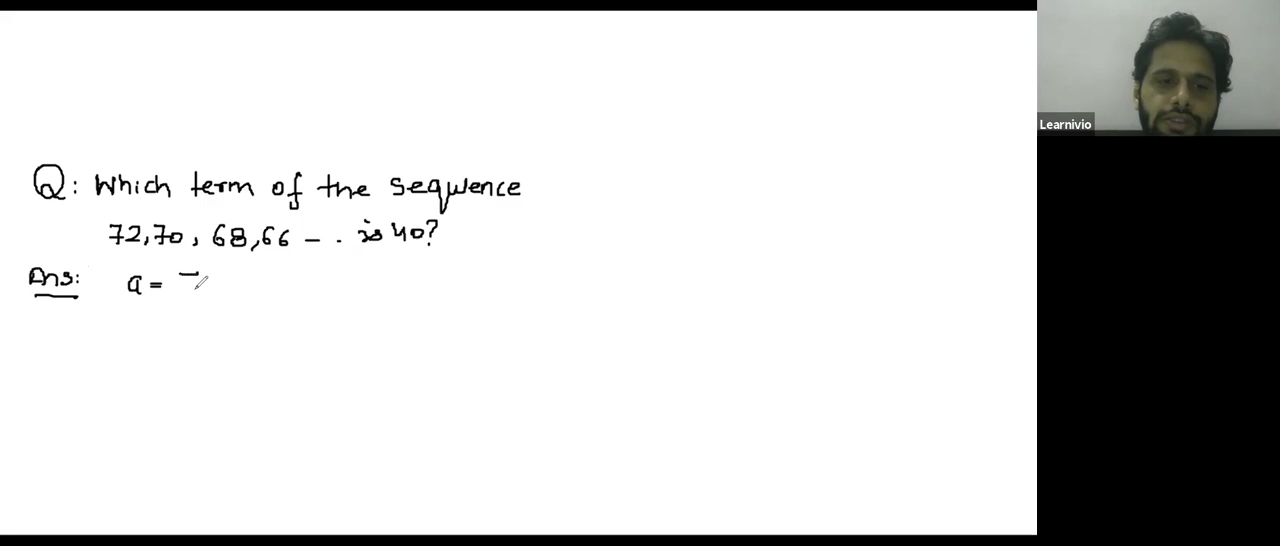 Q: Which term of the sequence
72,70, 68,66 - . is 40?
Ans: a =
Learnivio